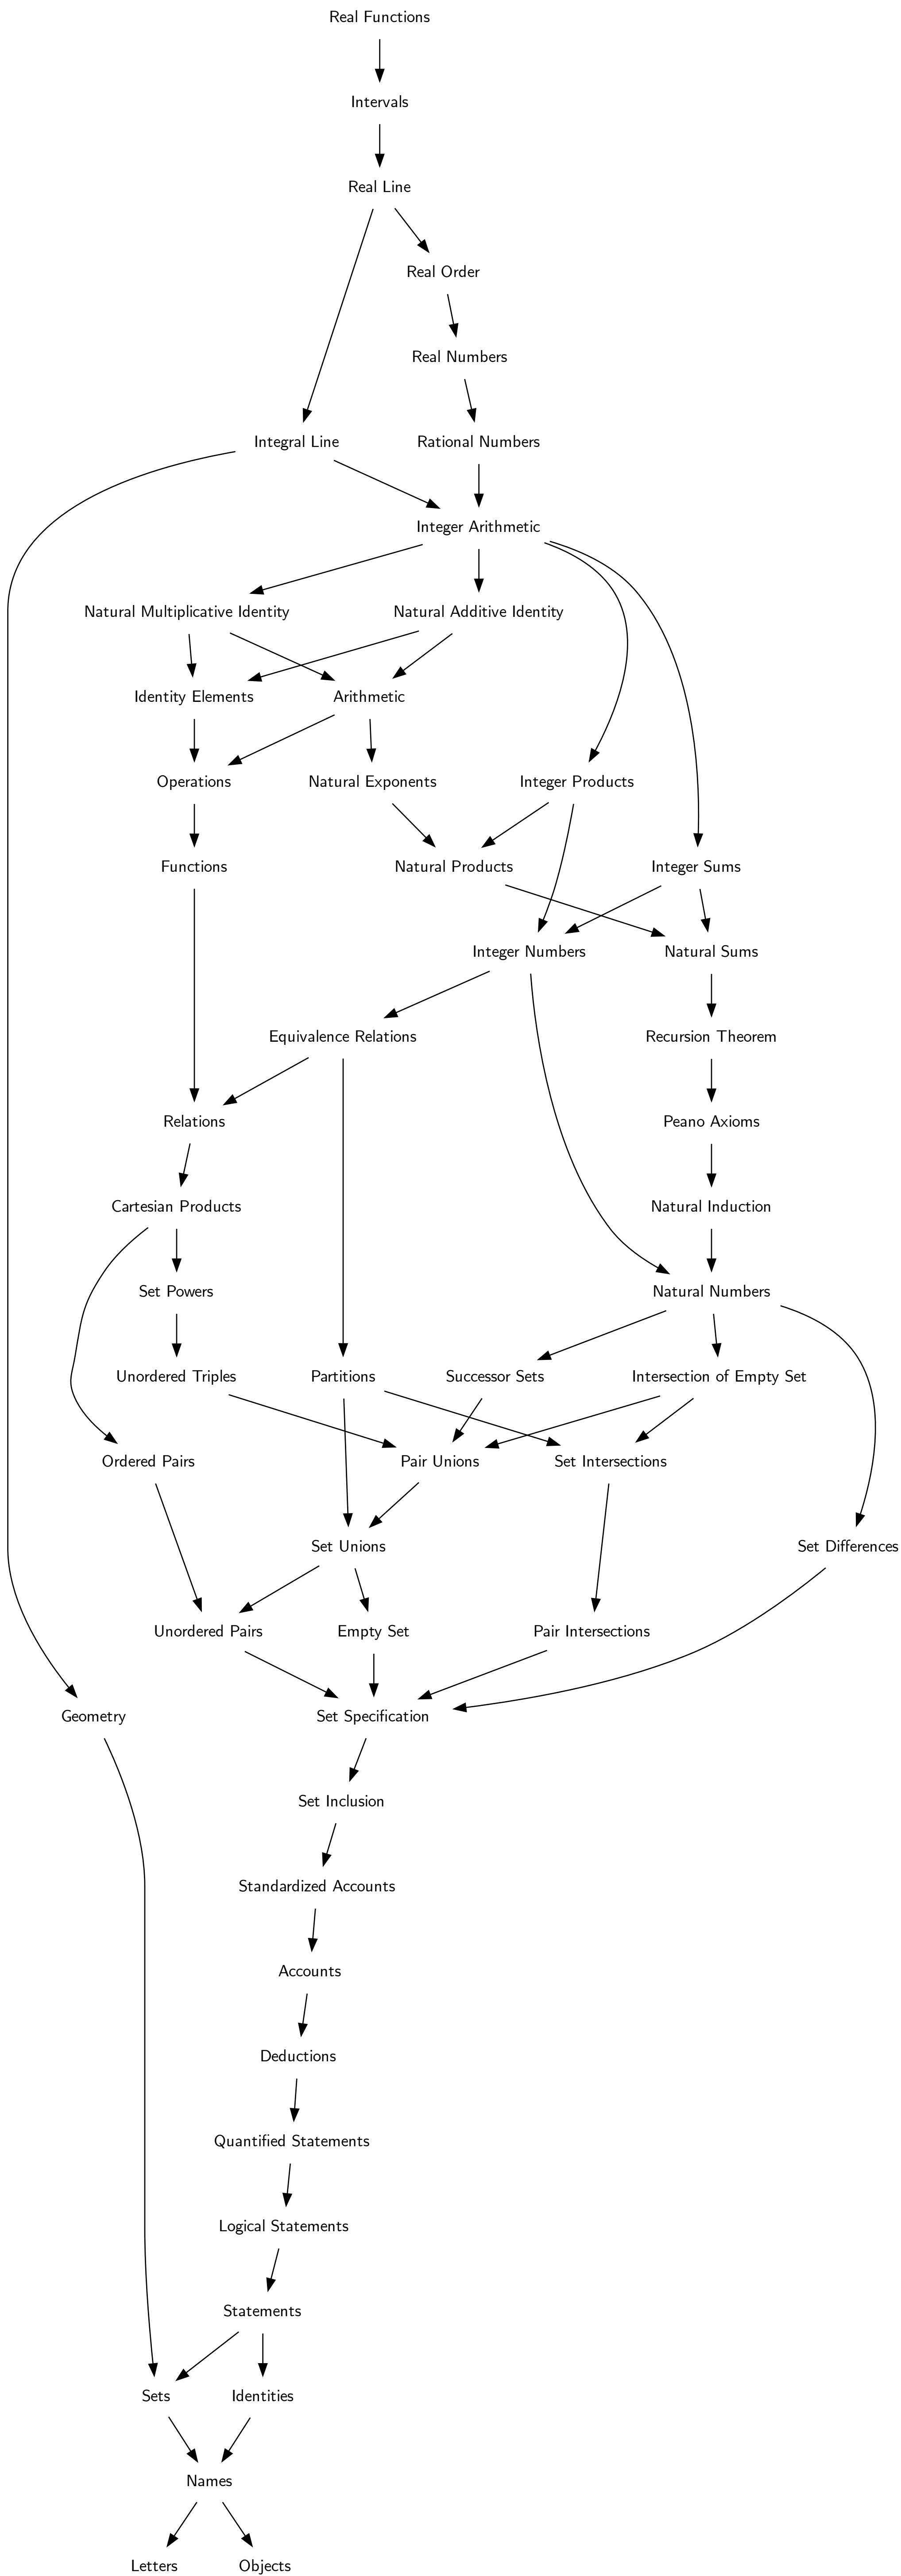 Real Functions
Intervals
Real Line
Real Order
Real Numbers
Integral Line
Rational Numbers
Integer Arithmetic
Natural Multiplicative Identity
Natural Additive Identity
Identity Elements
Arithmetic
Operations
Natural Exponents
Integer Products
Functions
Natural Products
Integer Sums
Integer Numbers
Natural Sums
Equivalence Relations
Recursion Theorem
Relations
Peano Axioms
Cartesian Products
Natural Induction
Set Powers
Natural Numbers
Unordered Triples
Partitions
Successor Sets
Intersection of Empty Set
Ordered Pairs
Pair Unions
Set Intersections
Set Unions
Set Differences
Unordered Pairs
Empty Set
Pair Intersections
Geometry
Set Specification
Set Inclusion
Standardized Accounts
Accounts
Deductions
Quantified Statements
Logical Statements
Statements
Sets
Identities
Names
Letters
Objects